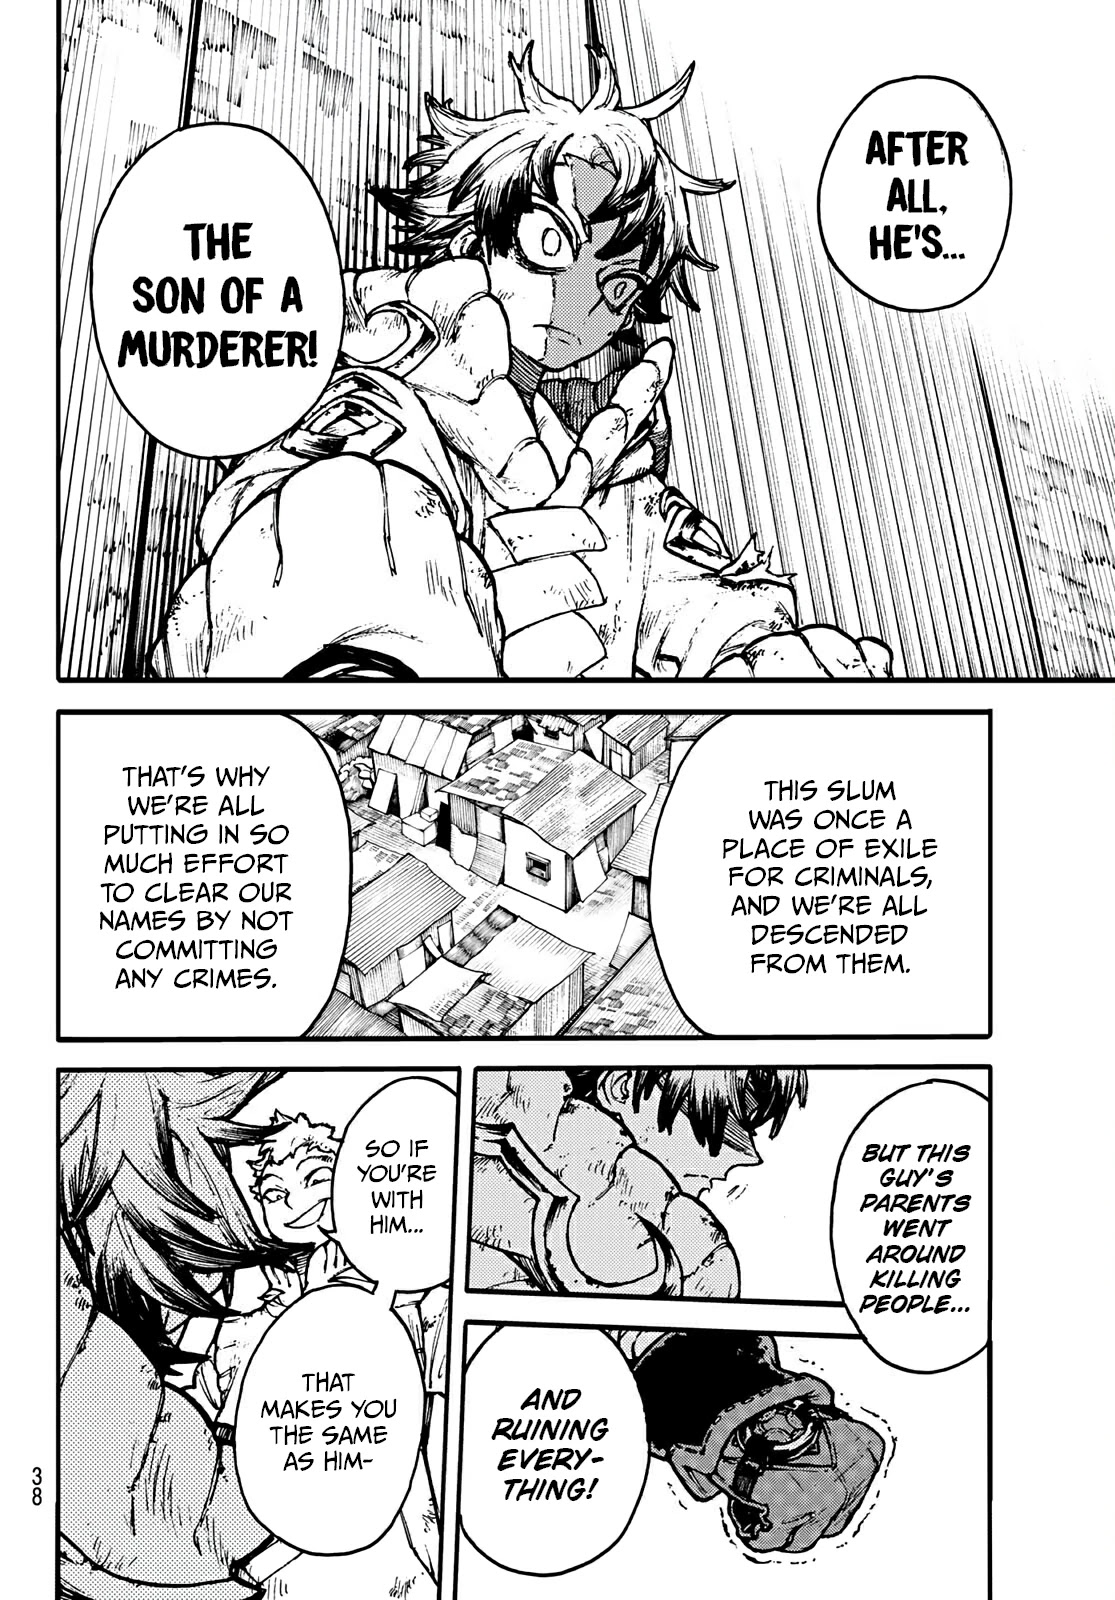 AFTER
ALL,
HE'S...
THE
SON OF A
MURDERER!
THIS SLUM
WAS ONCE A
PLACE OF EXILE
FOR CRIMINALS,
AND WE'RE ALL
DESCENDED
FROM THEM.
THAT'S WHY
WE'RE ALL
PUTTING IN SO
MUCH EFFORT
TO CLEAR OUR
NAMES BY NOT
COMMITTING
ANY CRIMES.
BUT THIS
GUY'S
PARENTS
WENT
AROUND
KILLING
PEOPLE...
AND
RUINING
EVERY-
THING!
SO IF
YOU'RE
WITH
HIM...
THAT
MAKES YOU
THE SAME
AS HIM-
38